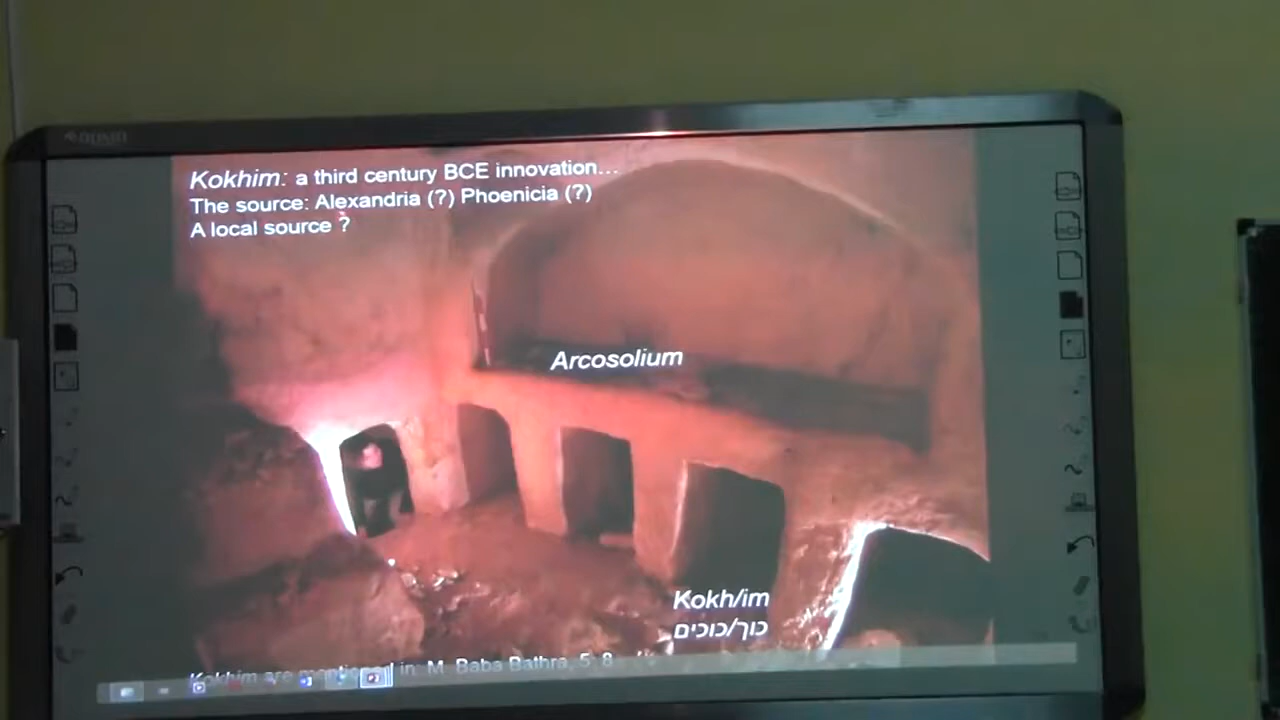 Kokhim: a third century BCE innovation...
The source: Alexandria (?) Phoenicia (?)
A local source ?
Arcosolium
Kokh/im
כוך/כוכים
Kokhim are mentioned in: M. Baba Bathra, 5; 8